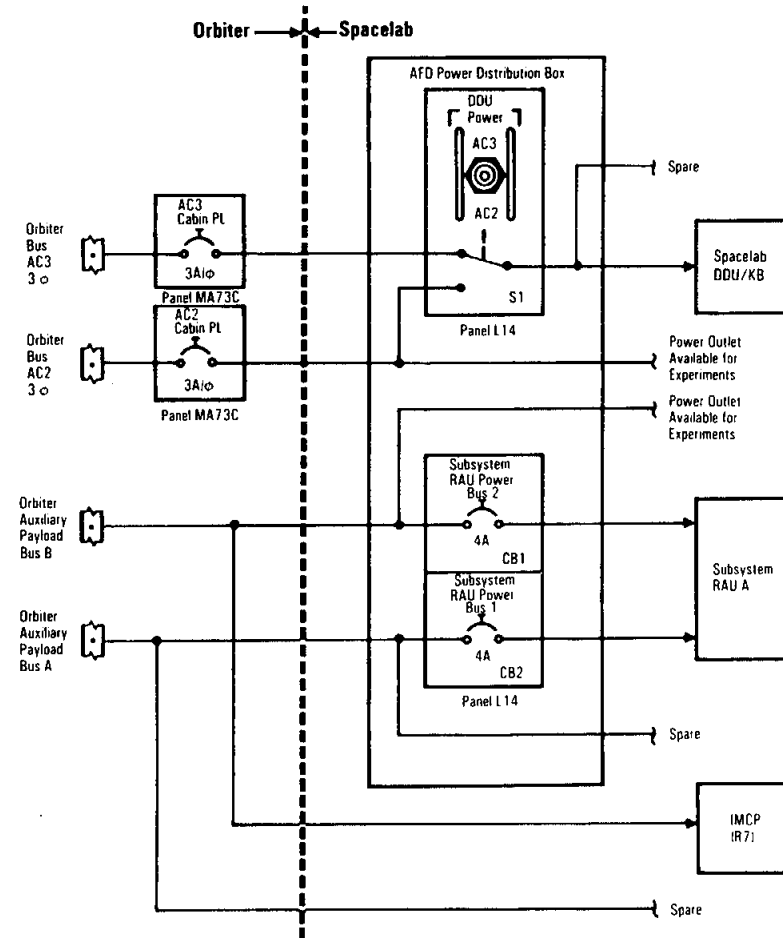 Orbiter
Spacelab
AFD Power Distribution Box
DDU
Power
AC3
AC2
S1
Panel L14
Spare
Spacelab
DDU/KB
Orbiter
Bus
AC3
3 ϕ
AC3
Cabin PL
3A/ϕ
Panel MA73C
Orbiter
Bus
AC2
3 ϕ
AC2
Cabin PL
3A/ϕ
Panel MA73C
Power Outlet
Available for
Experiments
Power Outlet
Available for
Experiments
Orbiter
Auxiliary
Payload
Bus B
Subsystem
RAU Power
Bus 2
4A
CB1
Subsystem
RAU A
Orbiter
Auxiliary
Payload
Bus A
Subsystem
RAU Power
Bus 1
4A
CB2
Panel L14
Spare
IMCP
(R7)
Spare